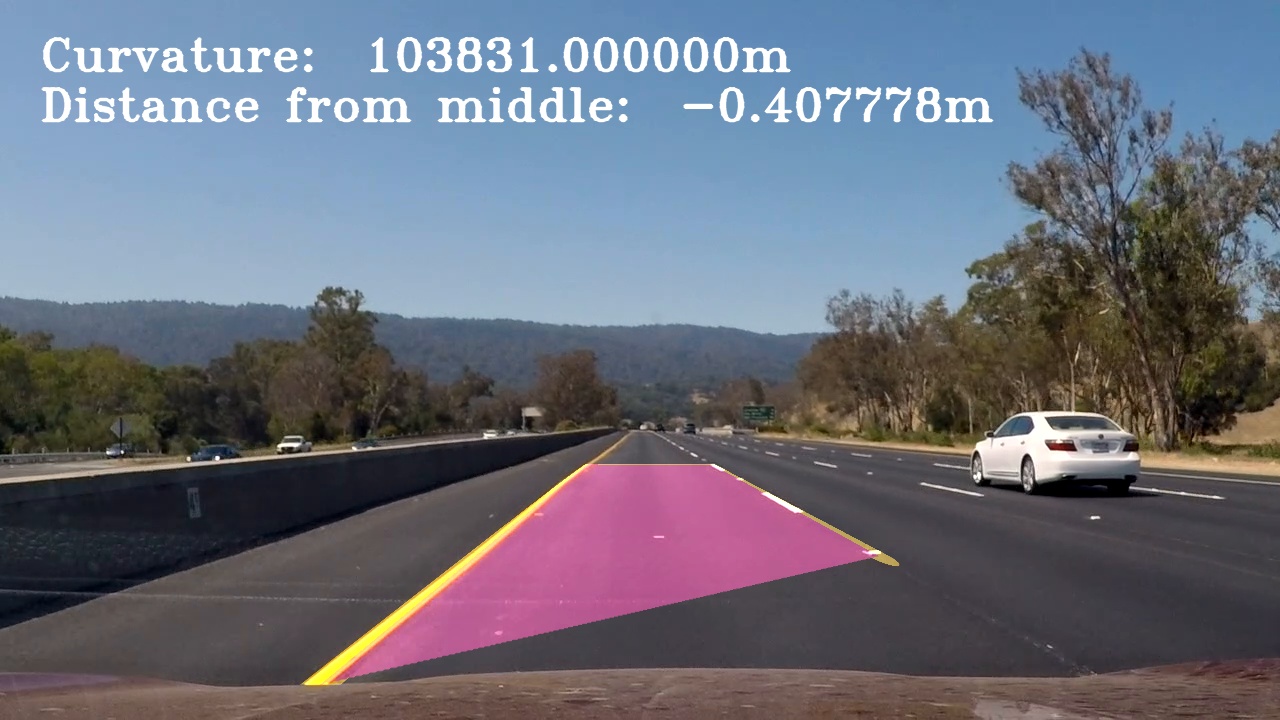 Curvature:  103831.000000m
Distance from middle:  −0.407778m